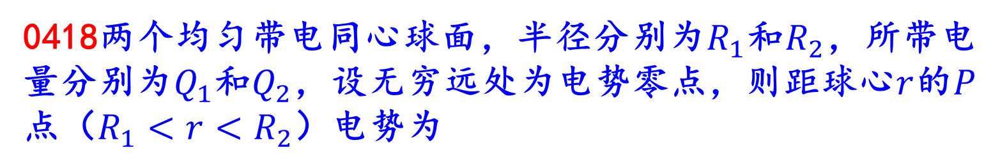 0418两个均匀带电同心球面，半径分别为R₁和R₂，所带电
量分别为Q₁和Q₂，设无穷远处为电势零点，则距球心r的P
点（R₁ < r < R₂）电势为